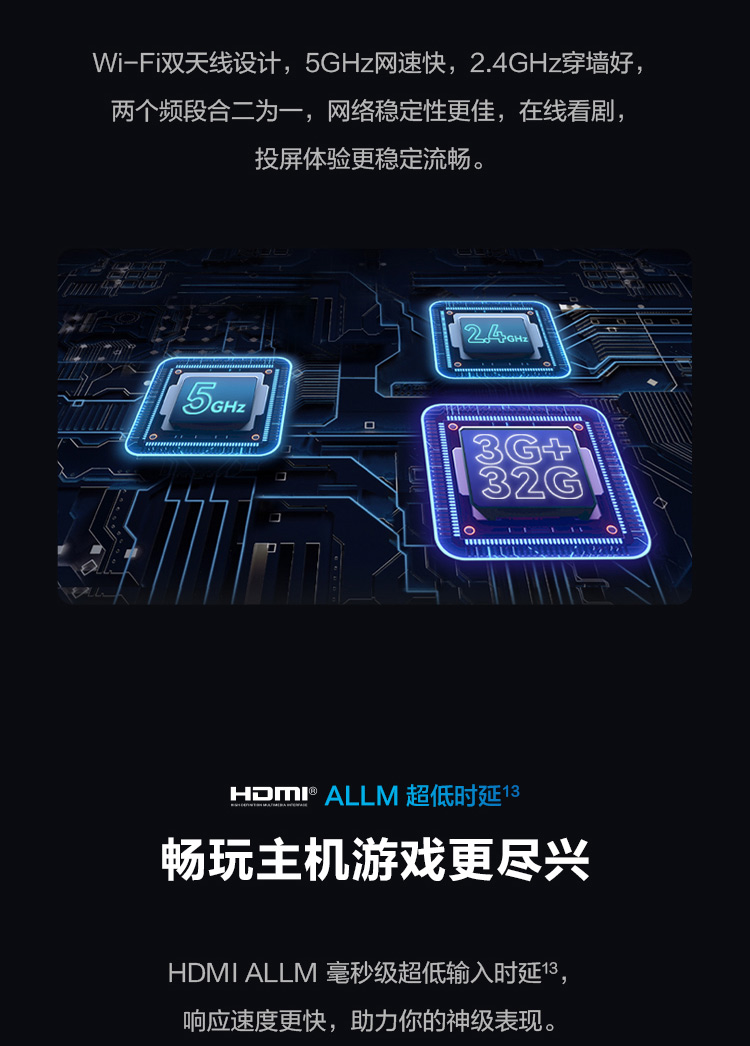 Wi-Fi双天线设计，5GHz网速快，2.4GHz穿墙好，
两个频段合二为一，网络稳定性更佳，在线看剧，
投屏体验更稳定流畅。
2.4GHz
5GHz
3G+
32G
HDMI® ALLM 超低时延13
HIGH DEFINITION MULTIMEDIA INTERFACE
畅玩主机游戏更尽兴
HDMI ALLM 毫秒级超低输入时延13，
响应速度更快，助力你的神级表现。